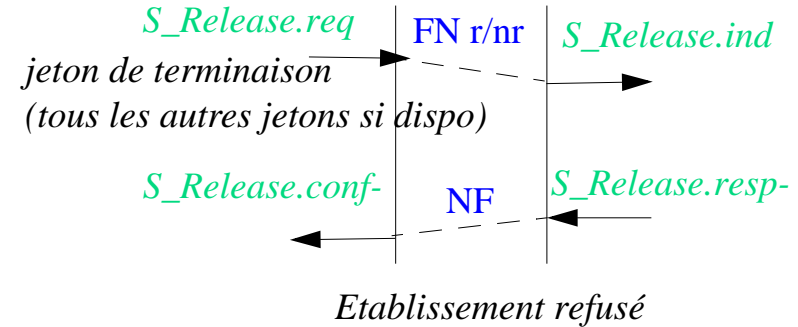 S_Release.req
FN r/nr
S_Release.ind
jeton de terminaison
(tous les autres jetons si dispo)
S_Release.conf-
NF
S_Release.resp-
Etablissement refusé